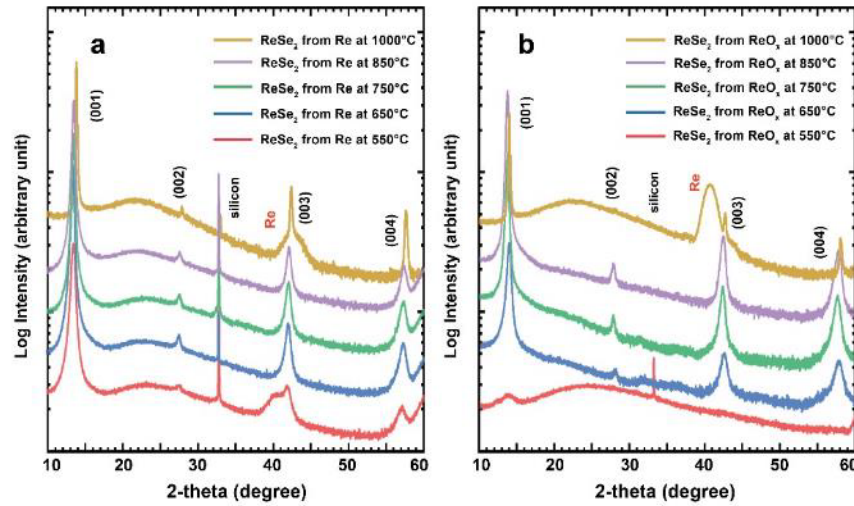 a
ReSe2 from Re at 1000°C
ReSe2 from Re at 850°C
ReSe2 from Re at 750°C
ReSe2 from Re at 650°C
ReSe2 from Re at 550°C
(001)
(002)
silicon
Re
(003)
(004)
Log Intensity (arbitrary unit)
10 20 30 40 50 60
2-theta (degree)
b
ReSe2 from ReOx at 1000°C
ReSe2 from ReOx at 850°C
ReSe2 from ReOx at 750°C
ReSe2 from ReOx at 650°C
ReSe2 from ReOx at 550°C
(001)
(002)
silicon
Re
(003)
(004)
Log Intensity (arbitrary unit)
10 20 30 40 50 60
2-theta (degree)